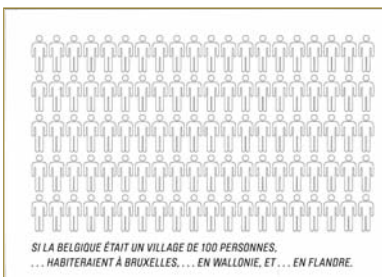 SI LA BELGIQUE ÉTAIT UN VILLAGE DE 100 PERSONNES,
... HABITERAIENT À BRUXELLES, ... EN WALLONIE, ET ... EN FLANDRE.